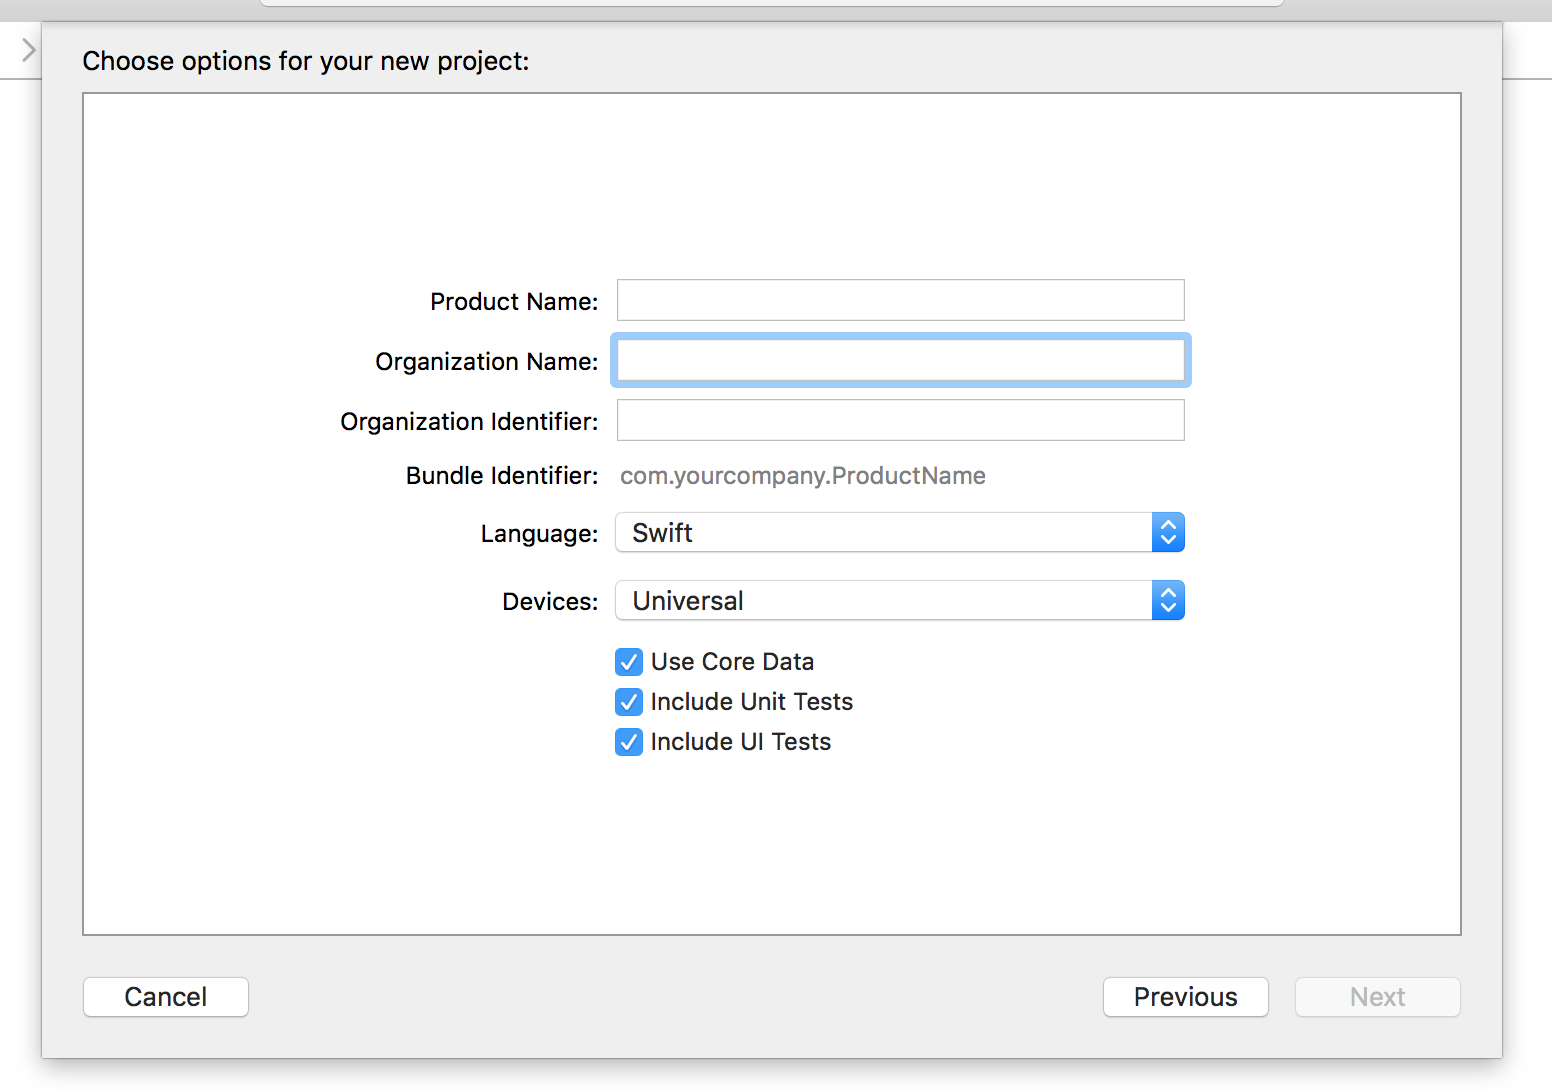 Choose options for your new project:
Product Name:
Organization Name:
Organization Identifier:
Bundle Identifier: com.yourcompany.ProductName
Language: Swift
Devices: Universal
Use Core Data
Include Unit Tests
Include UI Tests
Cancel Previous Next